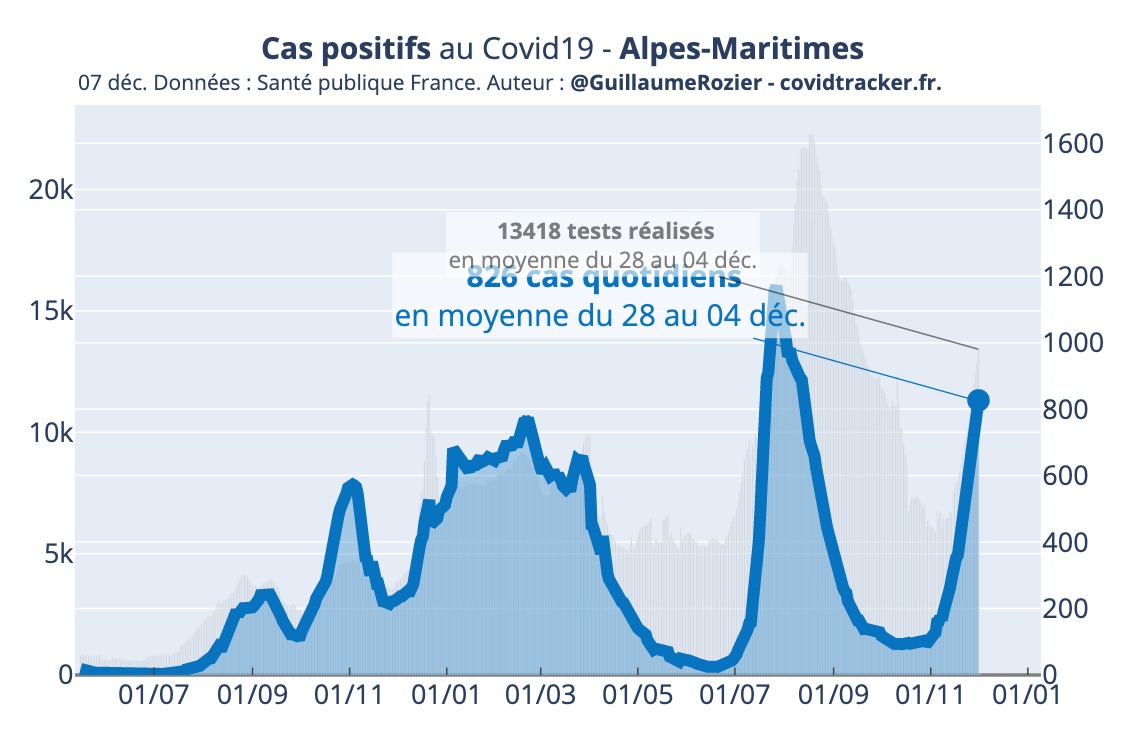 Cas positifs au Covid19 - Alpes-Maritimes
07 déc. Données : Santé publique France. Auteur : @GuillaumeRozier - covidtracker.fr.
13418 tests réalisés
en moyenne du 28 au 04 déc.
826 cas quotidiens
en moyenne du 28 au 04 déc.
20k
15k
10k
5k
0
1600
1400
1200
1000
800
600
400
200
0
01/07 01/09 01/11 01/01 01/03 01/05 01/07 01/09 01/11 01/01